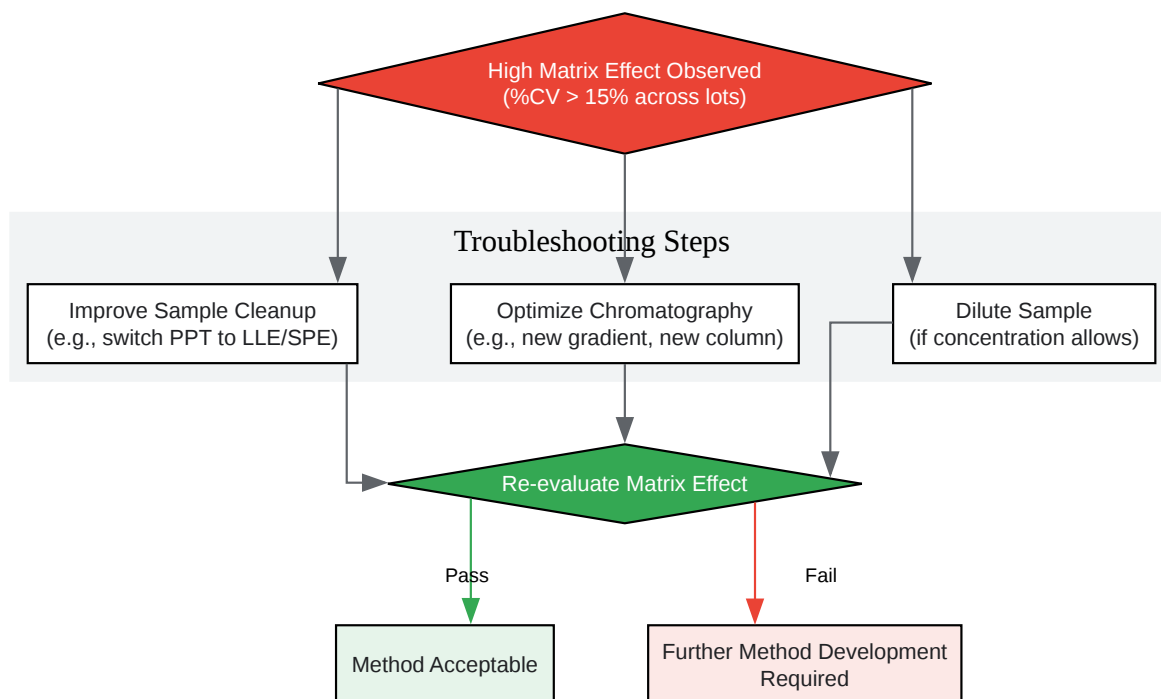 High Matrix Effect Observed
(%CV > 15% across lots)
Troubleshooting Steps
Improve Sample Cleanup
(e.g., switch PPT to LLE/SPE)
Optimize Chromatography
(e.g., new gradient, new column)
Dilute Sample
(if concentration allows)
Re-evaluate Matrix Effect
Pass
Fail
Method Acceptable
Further Method Development
Required